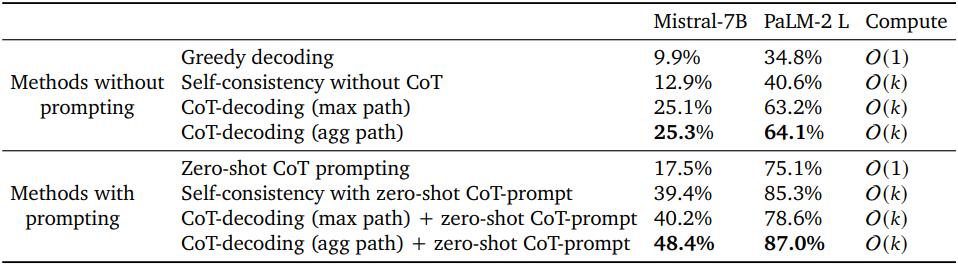 Mistral-7B PaLM-2 L Compute
Greedy decoding 9.9% 34.8% O(1)
Methods without Self-consistency without CoT 12.9% 40.6% O(k)
prompting CoT-decoding (max path) 25.1% 63.2% O(k)
CoT-decoding (agg path) 25.3% 64.1% O(k)
Zero-shot CoT prompting 17.5% 75.1% O(1)
Methods with Self-consistency with zero-shot CoT-prompt 39.4% 85.3% O(k)
prompting CoT-decoding (max path) + zero-shot CoT-prompt 40.2% 78.6% O(k)
CoT-decoding (agg path) + zero-shot CoT-prompt 48.4% 87.0% O(k)